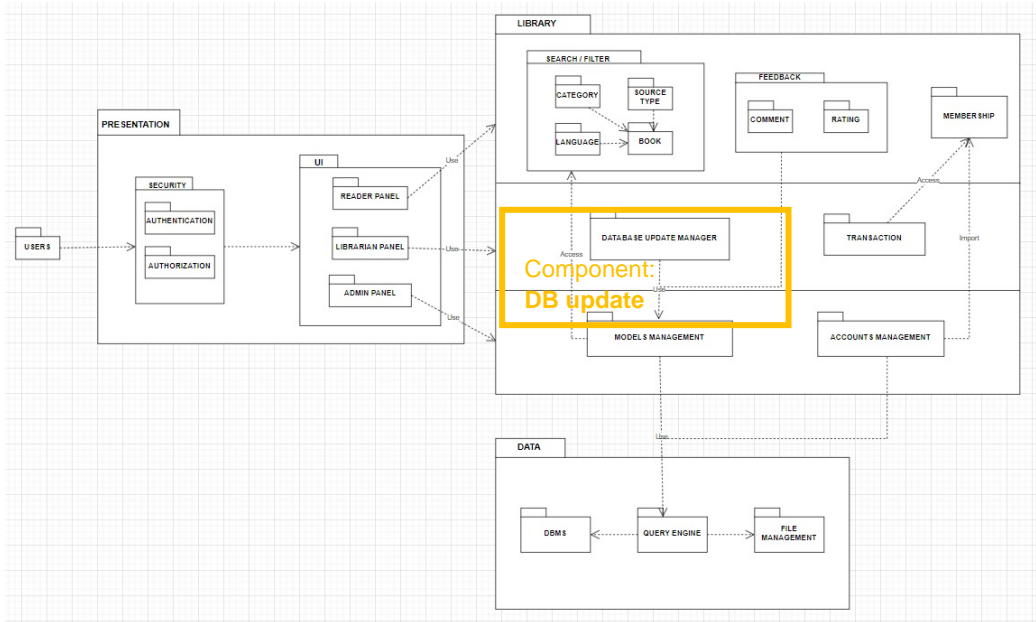 LIBRARY
SEARCH / FILTER
CATEGORY
SOURCE
TYPE
LANGUAGE
BOOK
FEEDBACK
COMMENT
RATING
MEMBERSHIP
PRESENTATION
SECURITY
AUTHENTICATION
AUTHORIZATION
UI
READER PANEL
LIBRARIAN PANEL
ADMIN PANEL
USERS
Use
Use
Use
DATABASE UPDATE MANAGER
Access
Component:
DB update
Use
TRANSACTION
Access
Import
MODELS MANAGEMENT
ACCOUNTS MANAGEMENT
Use
DATA
DBMS
QUERY ENGINE
FILE
MANAGEMENT